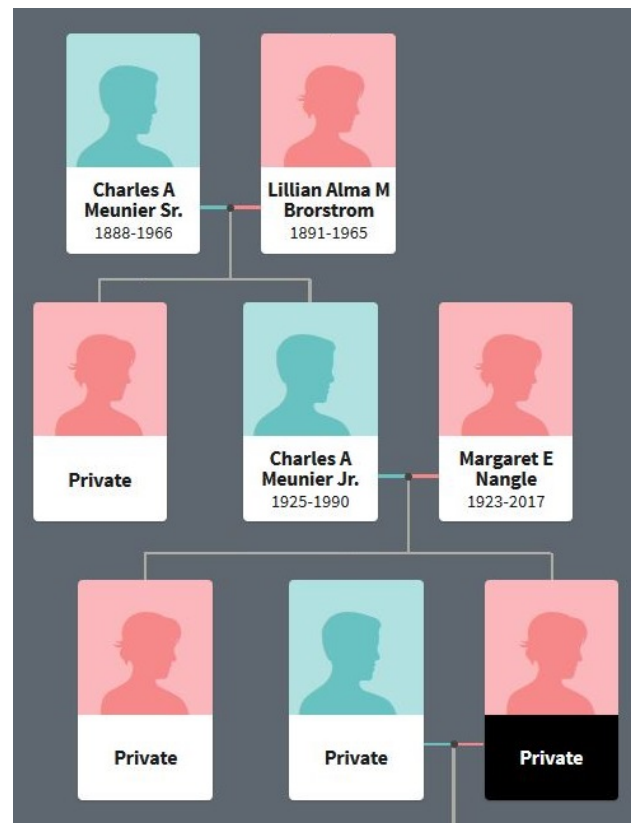 Charles A
Meunier Sr.
1888-1966
Lillian Alma M
Brorstrom
1891-1965
Private
Charles A
Meunier Jr.
1925-1990
Margaret E
Nangle
1923-2017
Private
Private
Private